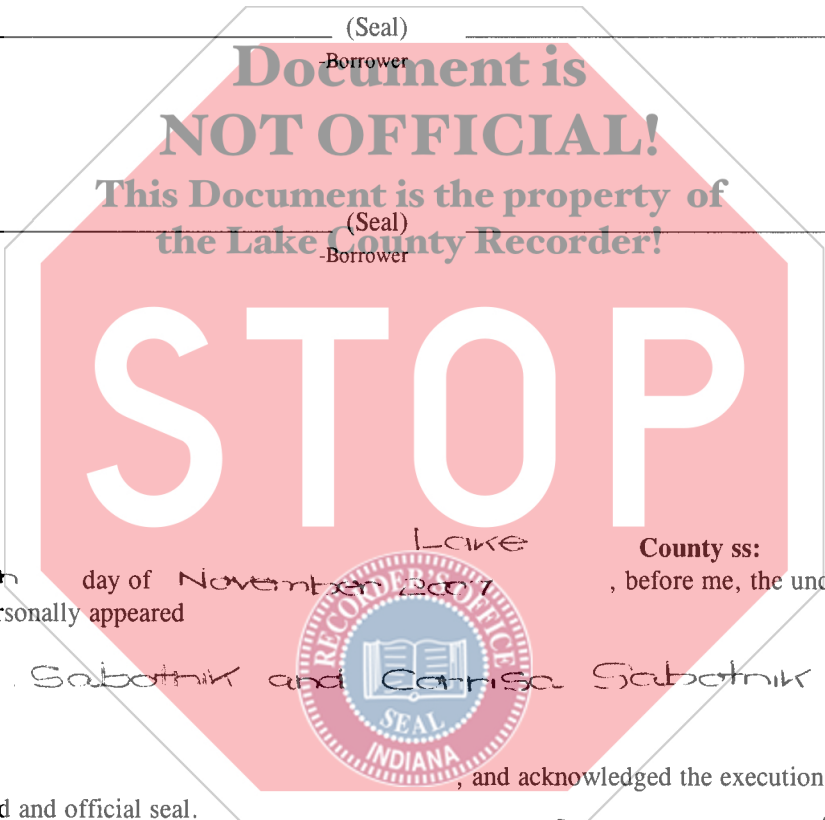 (Seal)
-Borrower
Document is
NOT OFFICIAL!
This Document is the property of
the Lake County Recorder!
(Seal)
-Borrower
STOP
Lake County ss:
day of November 2007 , before me, the und
rsonally appeared
Sabotnik and Carrisa Sabotnik
RECORDER OFFICE
SEAL
INDIANA
, and acknowledged the execution
d and official seal.